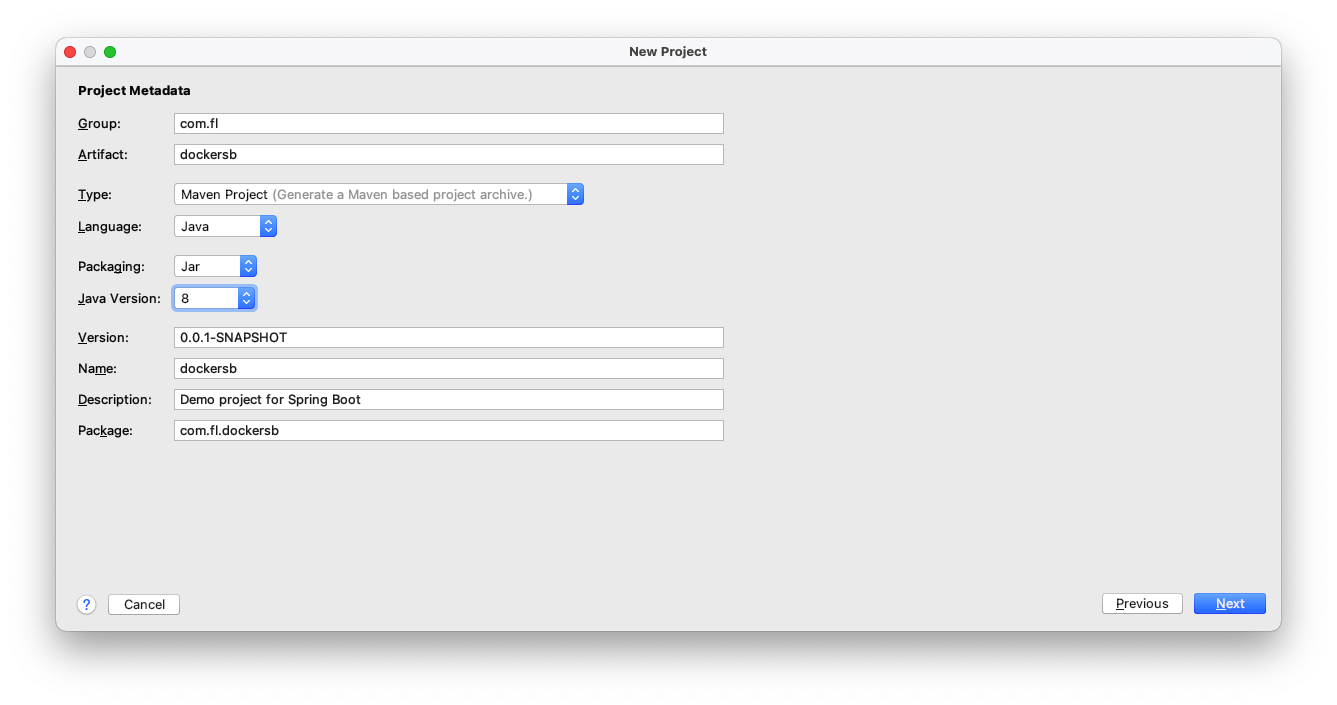 New Project
Project Metadata
Group: com.fl
Artifact: dockersb
Type: Maven Project (Generate a Maven based project archive.)
Language: Java
Packaging: Jar
Java Version: 8
Version: 0.0.1-SNAPSHOT
Name: dockersb
Description: Demo project for Spring Boot
Package: com.fl.dockersb
? Cancel Previous Next